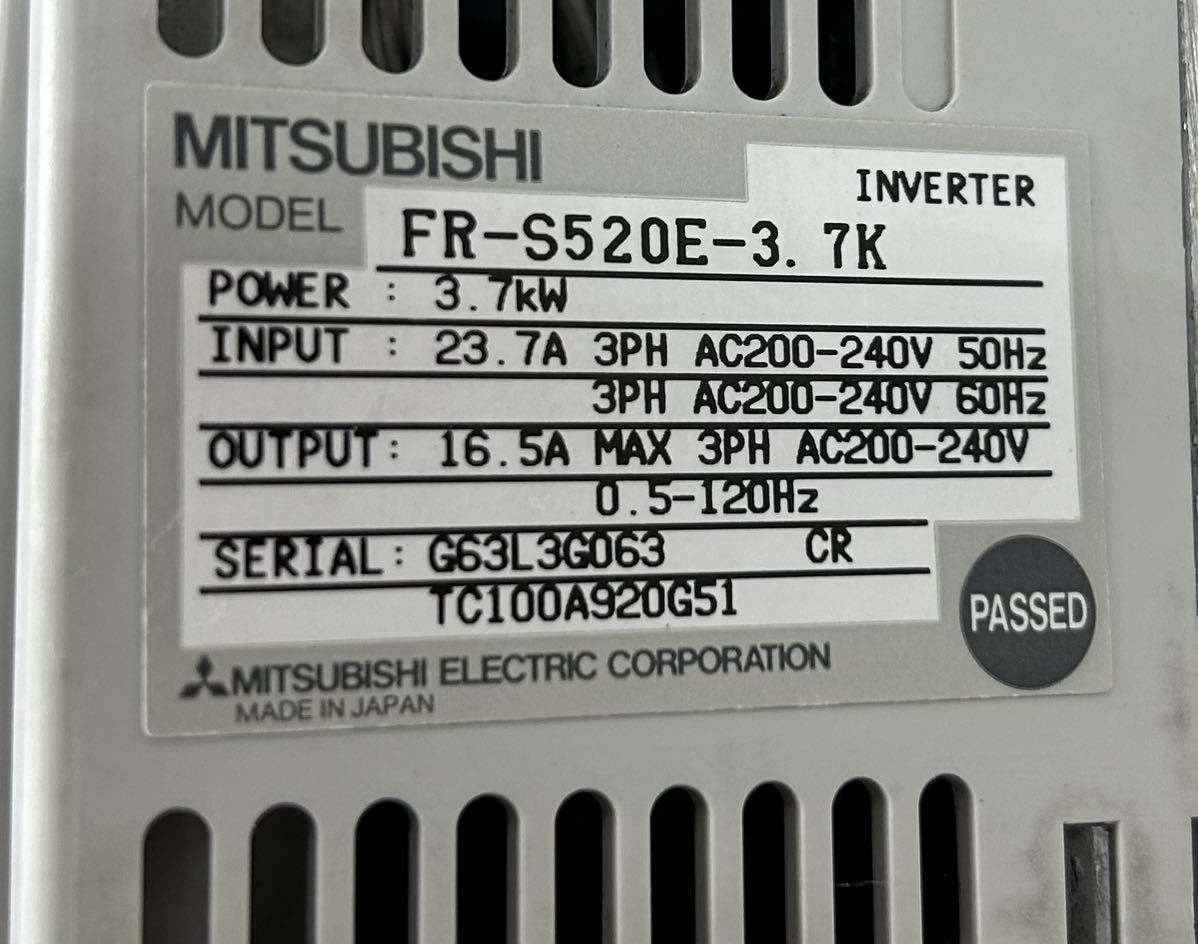 MITSUBISHI
INVERTER
MODEL FR-S520E-3.7K
POWER : 3.7kW
INPUT : 23.7A 3PH AC200-240V 50Hz
3PH AC200-240V 60Hz
OUTPUT: 16.5A MAX 3PH AC200-240V
0.5-120Hz
SERIAL: G63L3G063 CR
TC100A920G51
PASSED
MITSUBISHI ELECTRIC CORPORATION
MADE IN JAPAN